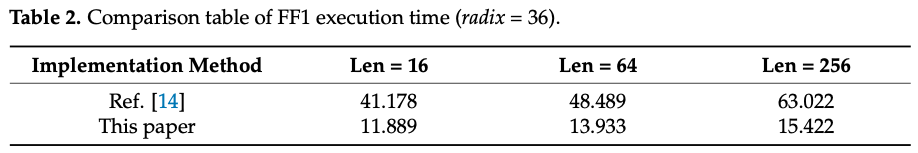 Table 2. Comparison table of FF1 execution time (radix = 36).
Implementation Method Len = 16 Len = 64 Len = 256
Ref. [14] 41.178 48.489 63.022
This paper 11.889 13.933 15.422